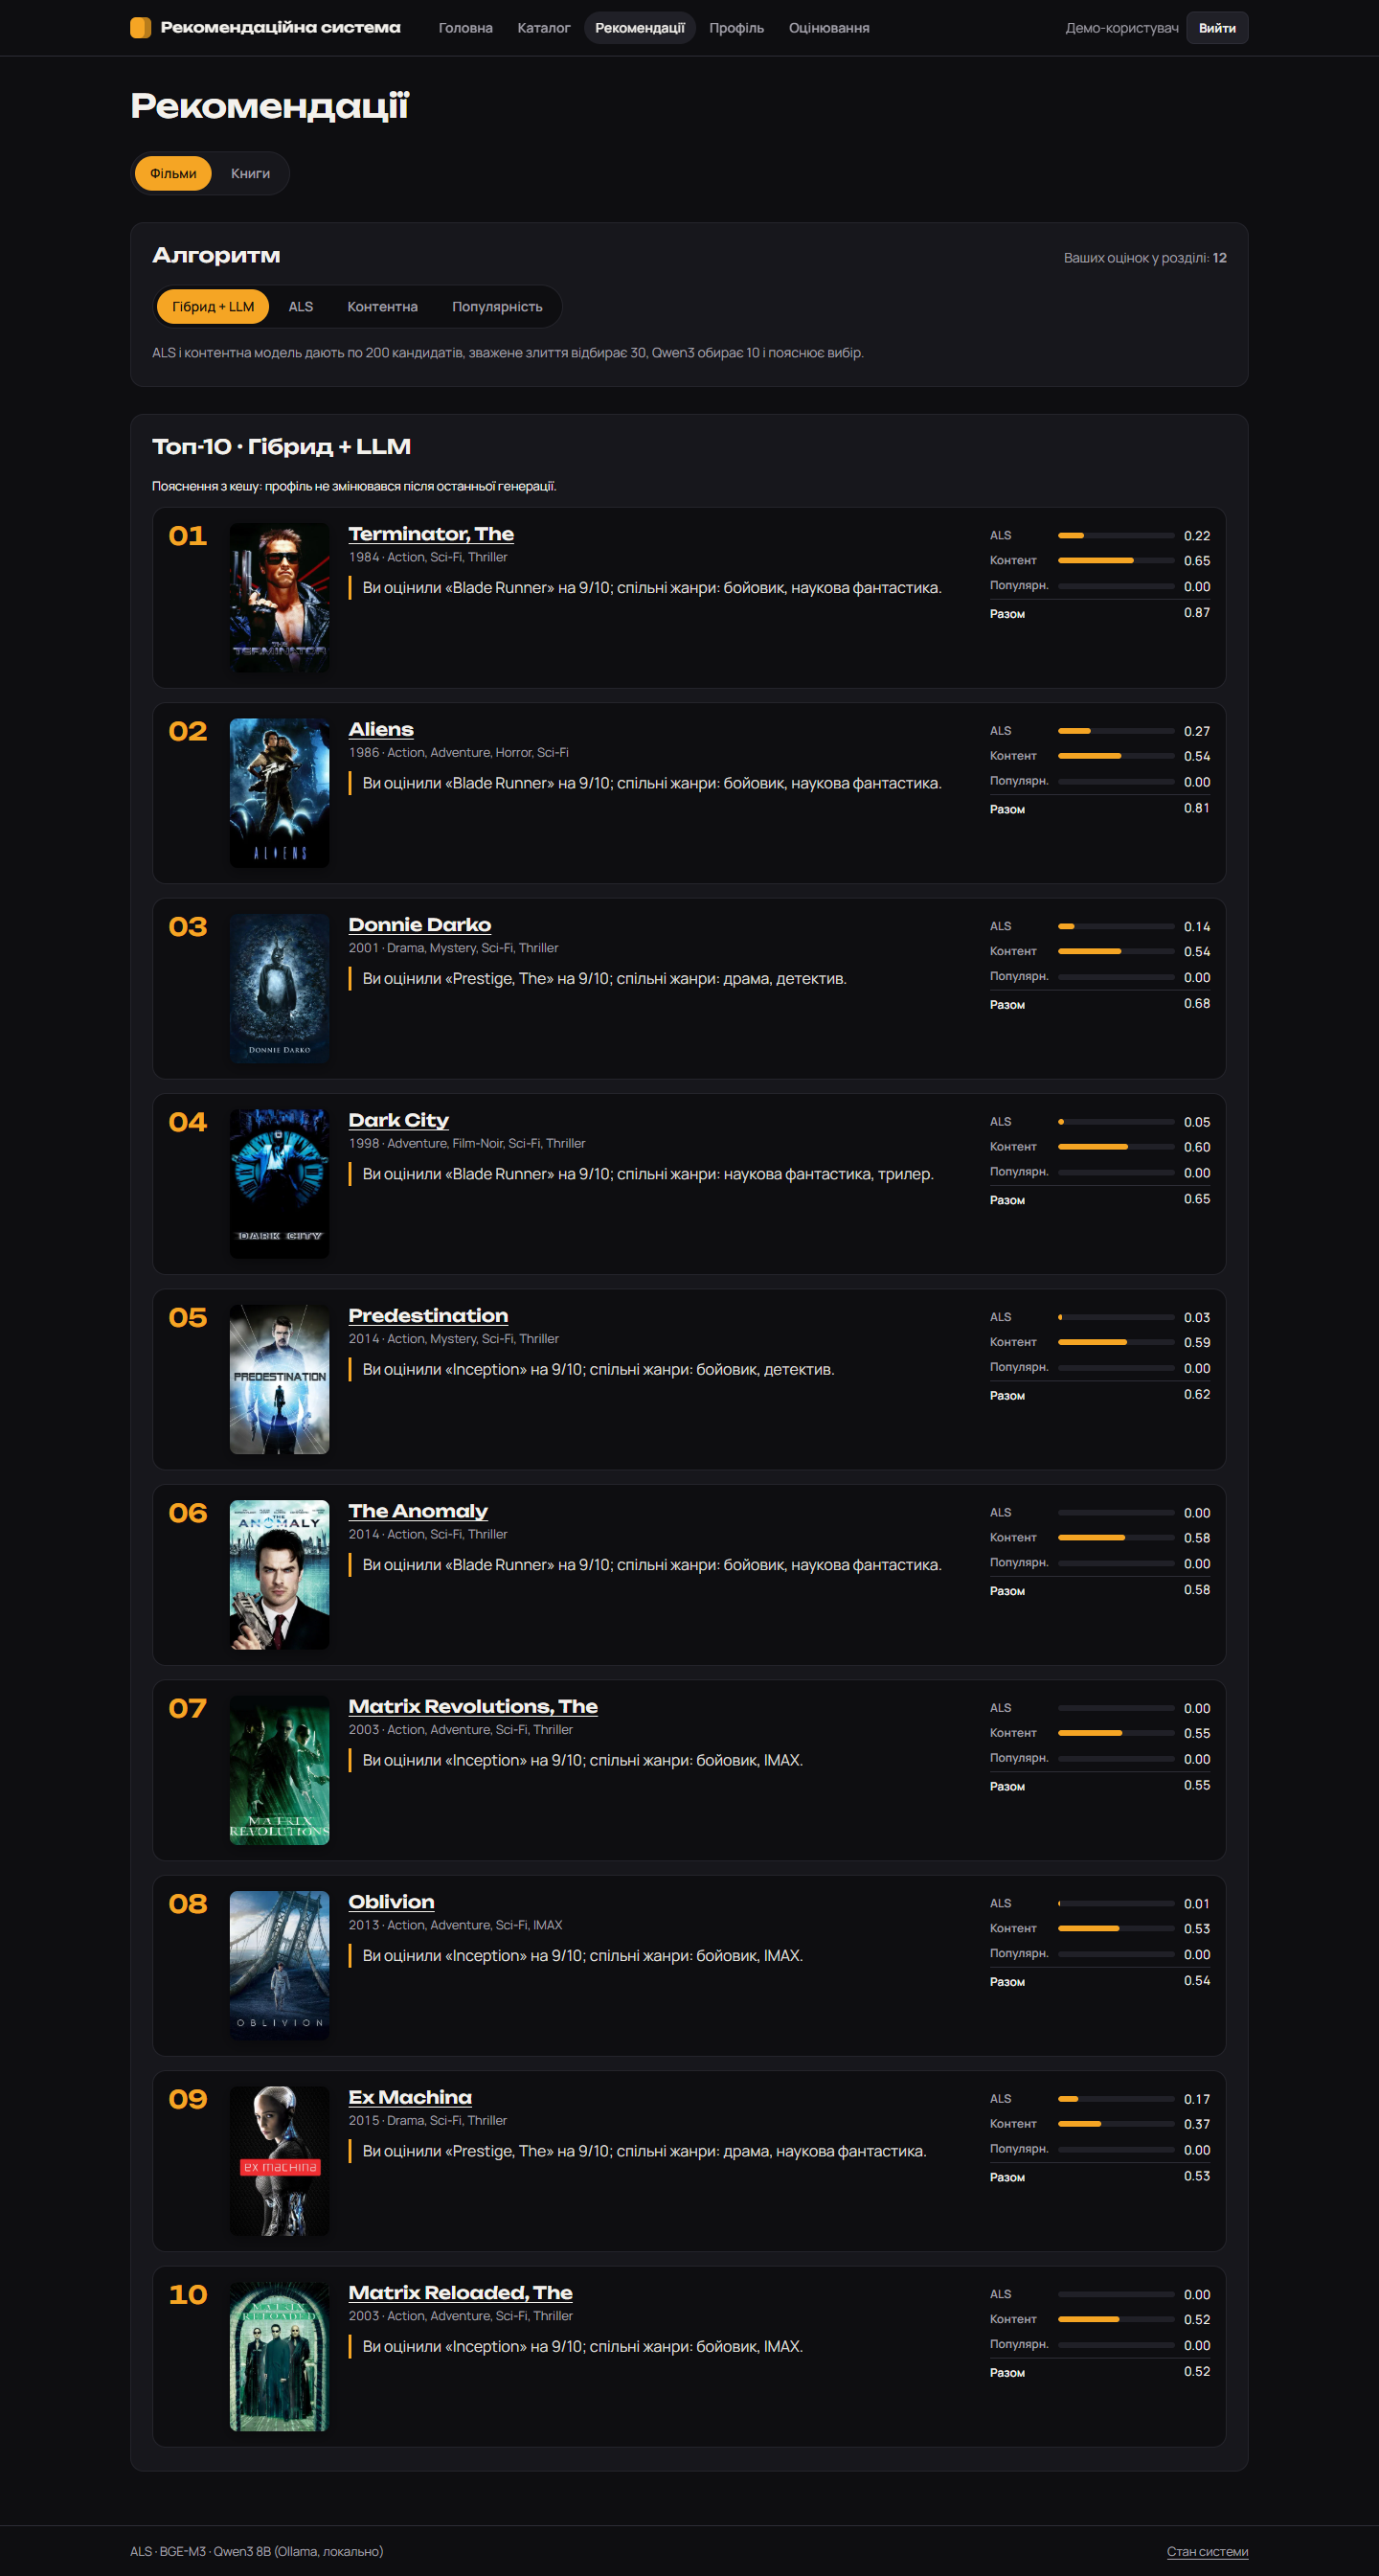 Рекомендаційна система Головна Каталог Рекомендації Профіль Оцінювання Демо-користувач Вийти
Рекомендації
Фільми Книги
Алгоритм Ваших оцінок у розділі: 12
Гібрид + LLM ALS Контентна Популярність
ALS і контентна модель дають по 200 кандидатів, зважене злиття відбирає 30, Qwen3 обирає 10 і пояснює вибір.
Топ-10 · Гібрид + LLM
Пояснення з кешу: профіль не змінювався після останньої генерації.
01
THE TERMINATOR
Terminator, The
1984 · Action, Sci-Fi, Thriller
Ви оцінили «Blade Runner» на 9/10; спільні жанри: бойовик, наукова фантастика.
ALS 0.22
Контент 0.65
Популярн. 0.00
Разом 0.87
02
ALIENS
Aliens
1986 · Action, Adventure, Horror, Sci-Fi
Ви оцінили «Blade Runner» на 9/10; спільні жанри: бойовик, наукова фантастика.
ALS 0.27
Контент 0.54
Популярн. 0.00
Разом 0.81
03
DONNIE DARKO
Donnie Darko
2001 · Drama, Mystery, Sci-Fi, Thriller
Ви оцінили «Prestige, The» на 9/10; спільні жанри: драма, детектив.
ALS 0.14
Контент 0.54
Популярн. 0.00
Разом 0.68
04
DARK CITY
Dark City
1998 · Adventure, Film-Noir, Sci-Fi, Thriller
Ви оцінили «Blade Runner» на 9/10; спільні жанри: наукова фантастика, трилер.
ALS 0.05
Контент 0.60
Популярн. 0.00
Разом 0.65
05
PREDESTINATION
Predestination
2014 · Action, Mystery, Sci-Fi, Thriller
Ви оцінили «Inception» на 9/10; спільні жанри: бойовик, детектив.
ALS 0.03
Контент 0.59
Популярн. 0.00
Разом 0.62
06
THE ANOMALY
The Anomaly
2014 · Action, Sci-Fi, Thriller
Ви оцінили «Blade Runner» на 9/10; спільні жанри: бойовик, наукова фантастика.
ALS 0.00
Контент 0.58
Популярн. 0.00
Разом 0.58
07
MATRIX REVOLUTIONS
Matrix Revolutions, The
2003 · Action, Adventure, Sci-Fi, Thriller
Ви оцінили «Inception» на 9/10; спільні жанри: бойовик, IMAX.
ALS 0.00
Контент 0.55
Популярн. 0.00
Разом 0.55
08
OBLIVION
Oblivion
2013 · Action, Adventure, Sci-Fi, IMAX
Ви оцінили «Inception» на 9/10; спільні жанри: бойовик, IMAX.
ALS 0.01
Контент 0.53
Популярн. 0.00
Разом 0.54
09
ex machina
Ex Machina
2015 · Drama, Sci-Fi, Thriller
Ви оцінили «Prestige, The» на 9/10; спільні жанри: драма, наукова фантастика.
ALS 0.17
Контент 0.37
Популярн. 0.00
Разом 0.53
10
MATRIX RELOADED
Matrix Reloaded, The
2003 · Action, Adventure, Sci-Fi, Thriller
Ви оцінили «Inception» на 9/10; спільні жанри: бойовик, IMAX.
ALS 0.00
Контент 0.52
Популярн. 0.00
Разом 0.52
ALS · BGE-M3 · Qwen3 8B (Ollama, локально) Стан системи